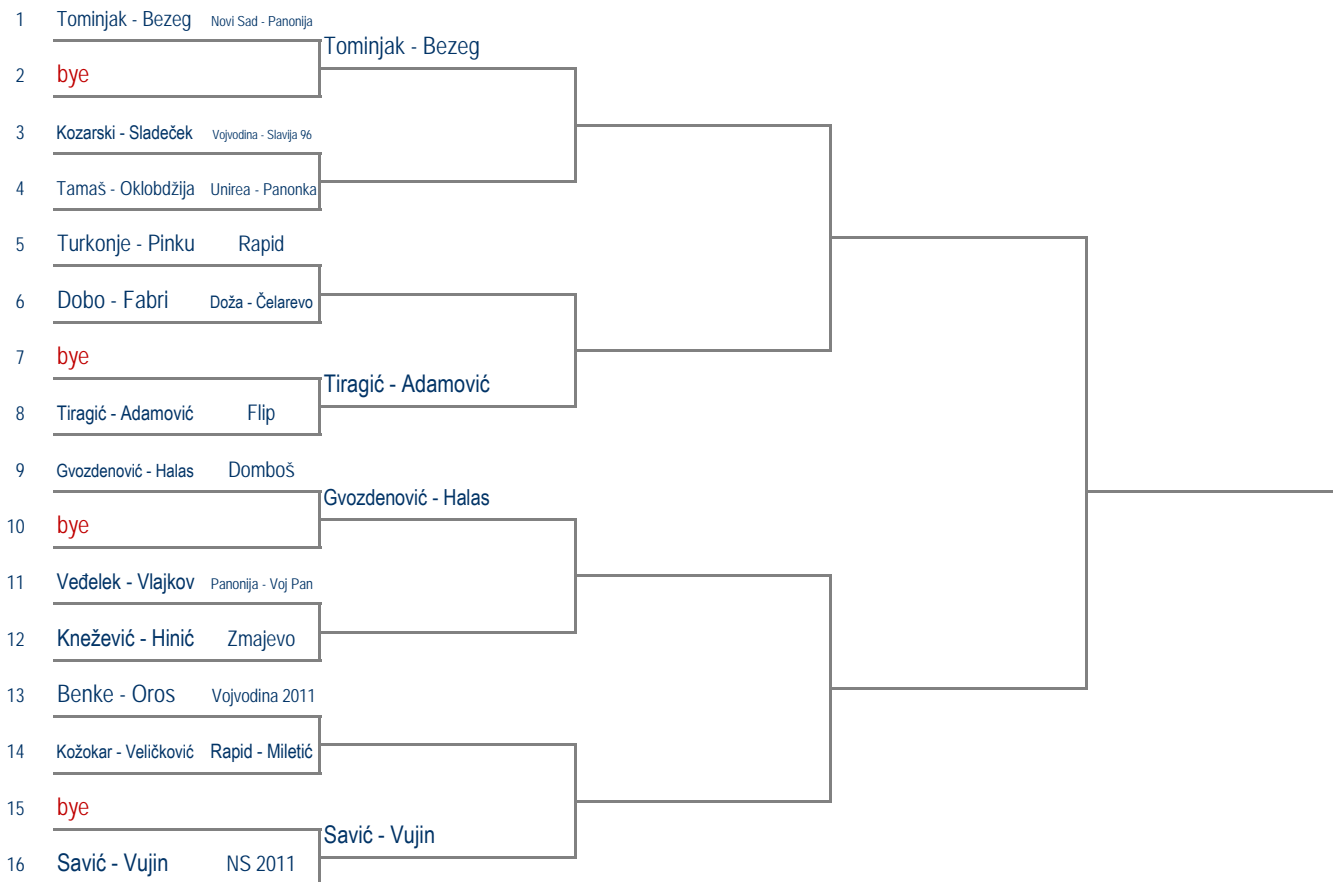 1 Tominjak - Bezeg Novi Sad - Panonija
Tominjak - Bezeg
2 bye
3 Kozarski - Sladeček Vojvodina - Slavija 96
4 Tamaš - Oklobdžija Unirea - Panonka
5 Turkonje - Pinku Rapid
6 Dobo - Fabri Doža - Čelarevo
7 bye
Tiragić - Adamović
8 Tiragić - Adamović Flip
9 Gvozdenović - Halas Domboš
Gvozdenović - Halas
10 bye
11 Veđelek - Vlajkov Panonija - Voj Pan
12 Knežević - Hinić Zmajevo
13 Benke - Oros Vojvodina 2011
14 Kožokar - Veličković Rapid - Miletić
15 bye
Savić - Vujin
16 Savić - Vujin NS 2011